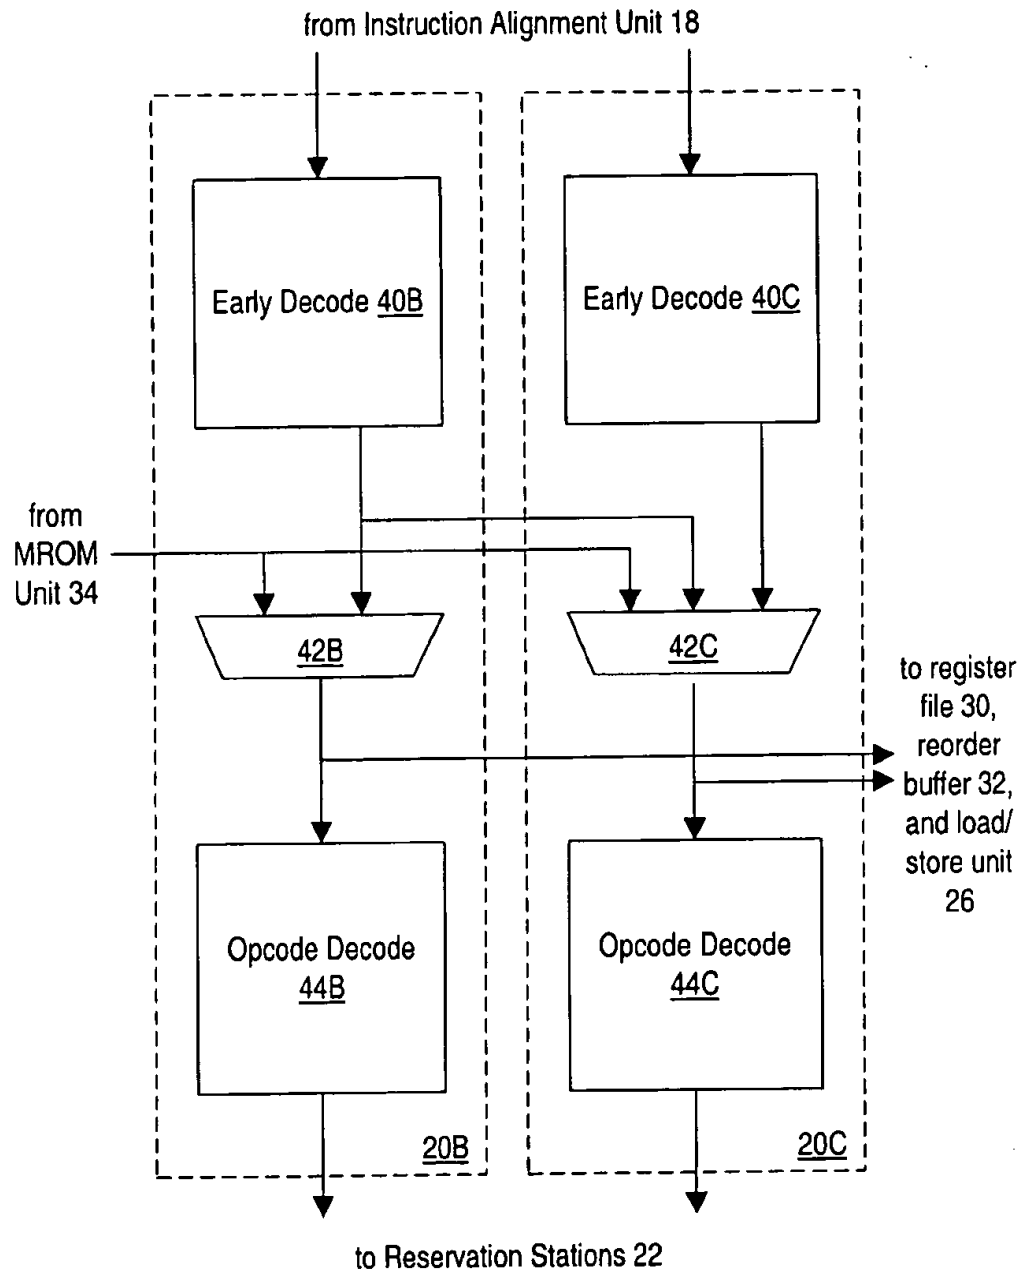 from Instruction Alignment Unit 18
Early Decode 40B
Early Decode 40C
from
MROM
Unit 34
42B
42C
to register
file 30,
reorder
buffer 32,
and load/
store unit
26
Opcode Decode
44B
Opcode Decode
44C
20B
20C
to Reservation Stations 22